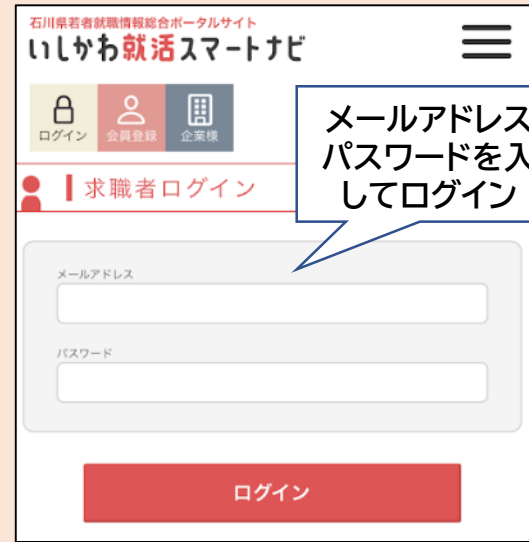 石川県若者就職情報総合ポータルサイト
いしかわ就活スマートナビ
ログイン
会員登録
企業様
メールアドレス
パスワードを入
してログイン
求職者ログイン
メールアドレス
パスワード
ログイン